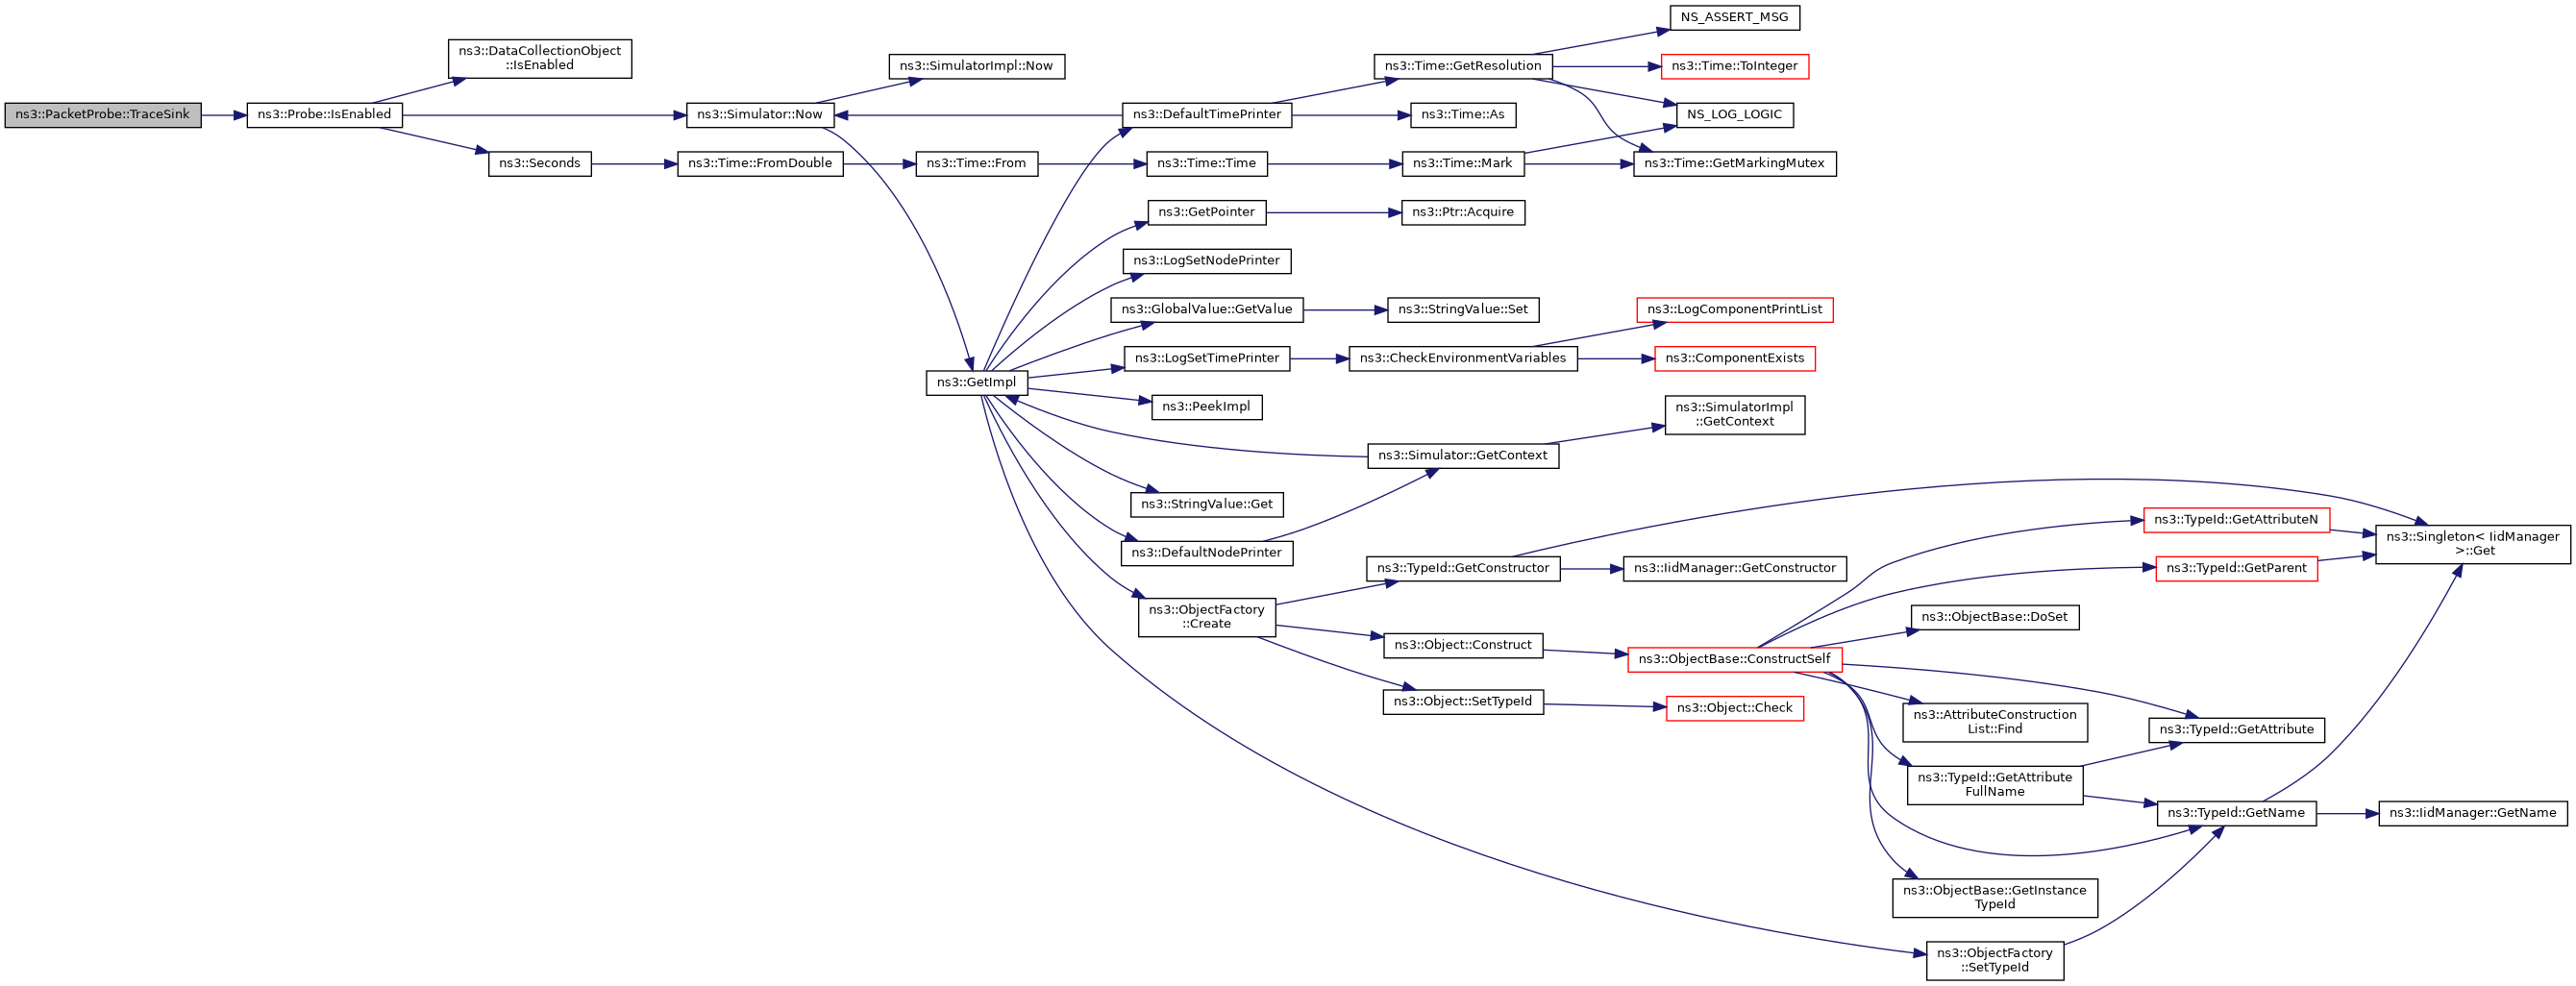 ns3::PacketProbe::TraceSink
ns3::Probe::IsEnabled
ns3::DataCollectionObject
::IsEnabled
ns3::Seconds
ns3::Simulator::Now
ns3::Time::FromDouble
ns3::SimulatorImpl::Now
ns3::Time::From
ns3::GetImpl
ns3::DefaultTimePrinter
ns3::Time::Time
ns3::GetPointer
ns3::LogSetNodePrinter
ns3::GlobalValue::GetValue
ns3::LogSetTimePrinter
ns3::PeekImpl
ns3::StringValue::Get
ns3::DefaultNodePrinter
ns3::ObjectFactory
::Create
ns3::Time::GetResolution
ns3::Time::As
ns3::Time::Mark
ns3::Ptr::Acquire
ns3::StringValue::Set
ns3::CheckEnvironmentVariables
ns3::Simulator::GetContext
ns3::TypeId::GetConstructor
ns3::Object::Construct
ns3::Object::SetTypeId
NS_ASSERT_MSG
ns3::Time::ToInteger
NS_LOG_LOGIC
ns3::Time::GetMarkingMutex
ns3::LogComponentPrintList
ns3::ComponentExists
ns3::SimulatorImpl
::GetContext
ns3::IidManager::GetConstructor
ns3::ObjectBase::ConstructSelf
ns3::Object::Check
ns3::ObjectBase::DoSet
ns3::AttributeConstruction
List::Find
ns3::TypeId::GetAttribute
FullName
ns3::ObjectBase::GetInstance
TypeId
ns3::ObjectFactory
::SetTypeId
ns3::TypeId::GetAttributeN
ns3::TypeId::GetParent
ns3::TypeId::GetAttribute
ns3::TypeId::GetName
ns3::Singleton< IidManager
>::Get
ns3::IidManager::GetName